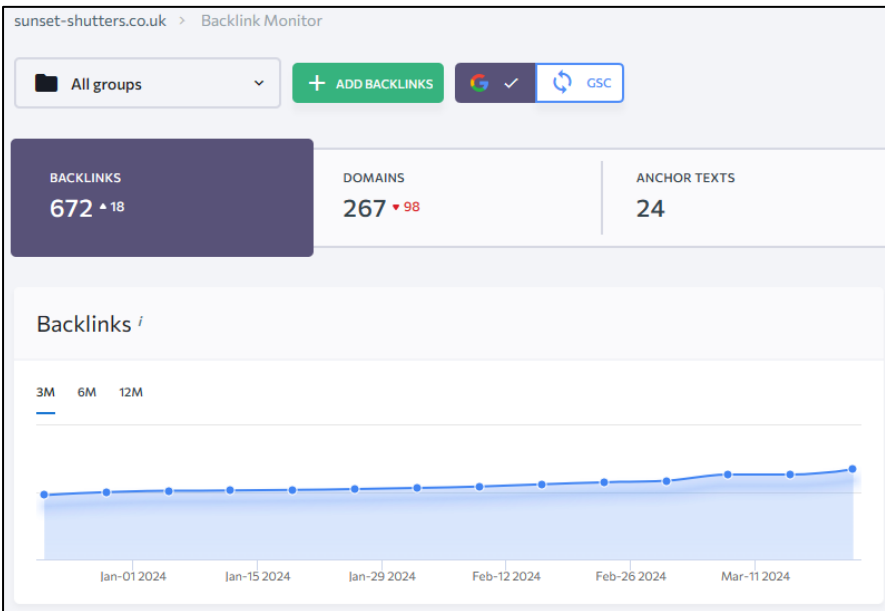 sunset-shutters.co.uk > Backlink Monitor
All groups
+ ADD BACKLINKS
GSC
BACKLINKS
672 ▲ 18
DOMAINS
267 ▼ 98
ANCHOR TEXTS
24
Backlinks i
3M 6M 12M
Jan-01 2024 Jan-15 2024 Jan-29 2024 Feb-12 2024 Feb-26 2024 Mar-11 2024